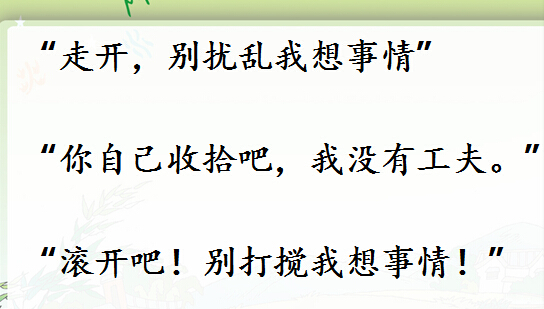 “走开，别扰乱我想事情”
“你自己收拾吧，我没有工夫。”
“滚开吧！别打搅我想事情！”